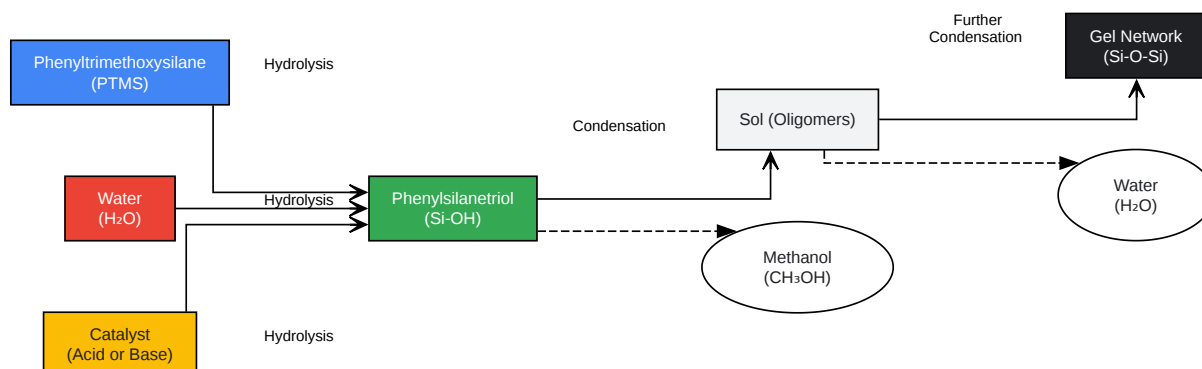 Phenyltrimethoxysilane
(PTMS)
Hydrolysis
Further
Condensation
Gel Network
(Si-O-Si)
Condensation
Sol (Oligomers)
Water
(H₂O)
Hydrolysis
Phenylsilanetriol
(Si-OH)
Water
(H₂O)
Methanol
(CH₃OH)
Catalyst
(Acid or Base)
Hydrolysis